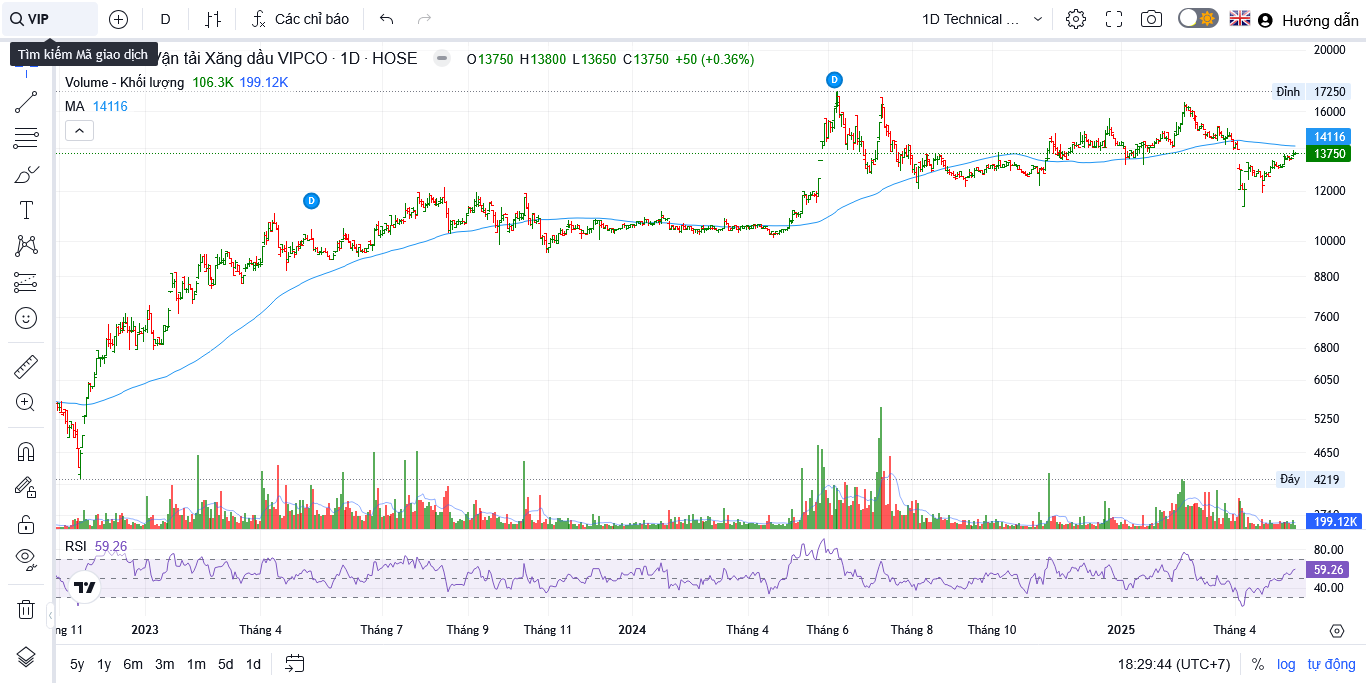 VIP
D
Các chỉ báo
1D Technical ...
Hướng dẫn
Tìm kiếm Mã giao dịch
Vận tải Xăng dầu VIPCO · 1D · HOSE
O13750 H13800 L13650 C13750 +50 (+0.36%)
Volume - Khối lượng 106.3K 199.12K
MA 14116
D
D
20000
Đỉnh 17250
16000
14116
13750
12000
10000
8800
7600
6800
6050
5250
4650
Đáy 4219
199.12K
RSI 59.26
80.00
59.26
40.00
ng 11 2023 Tháng 4 Tháng 7 Tháng 9 Tháng 11 2024 Tháng 4 Tháng 6 Tháng 8 Tháng 10 2025 Tháng 4
5y 1y 6m 3m 1m 5d 1d
18:29:44 (UTC+7) % log tự động